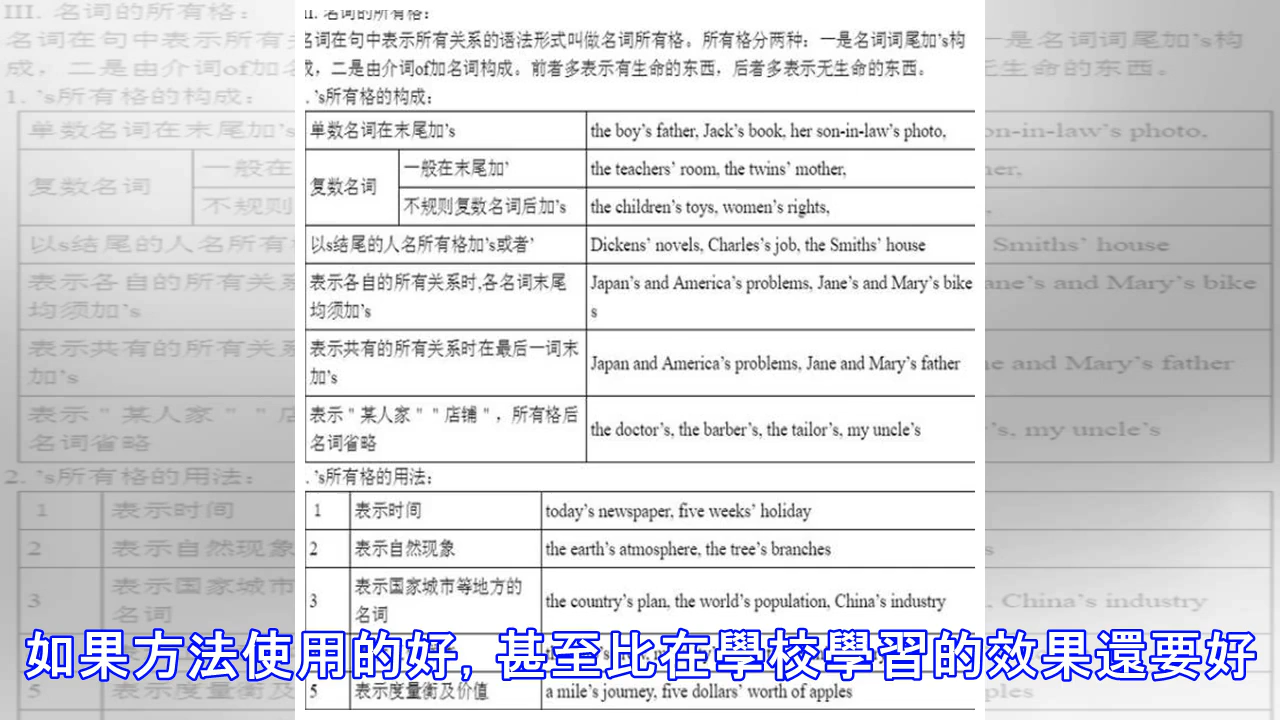 III. 名词的所有格：
名词在句中表示所有关系的语法形式叫做名词所有格。所有格分两种：一是名词词尾加’s构
成，二是由介词of加名词构成。前者多表示有生命的东西，后者多表示无生命的东西。
1. ’s所有格的构成：
单数名词在末尾加’s the boy’s father, Jack’s book, her son-in-law’s photo,
复数名词 一般在末尾加’ the teachers’ room, the twins’ mother,
不规则复数名词后加’s the children’s toys, women’s rights,
以s结尾的人名所有格加’s或者’ Dickens’ novels, Charles’s job, the Smiths’ house
表示各自的所有关系时,各名词末尾
均须加’s
Japan’s and America’s problems, Jane’s and Mary’s bike
s
表示共有的所有关系时在最后一词末
加’s
Japan and America’s problems, Jane and Mary’s father
表示＂某人家＂＂店铺＂，所有格后
名词省略
the doctor’s, the barber’s, the tailor’s, my uncle’s
2. ’s所有格的用法：
1 表示时间 today’s newspaper, five weeks’ holiday
2 表示自然现象 the earth’s atmosphere, the tree’s branches
3 表示国家城市等地方的
名词
the country’s plan, the world’s population, China’s industry
如果方法使用的好, 甚至比在學校學習的效果還要好
5 表示度量衡及价值 a mile’s journey, five dollars’ worth of apples